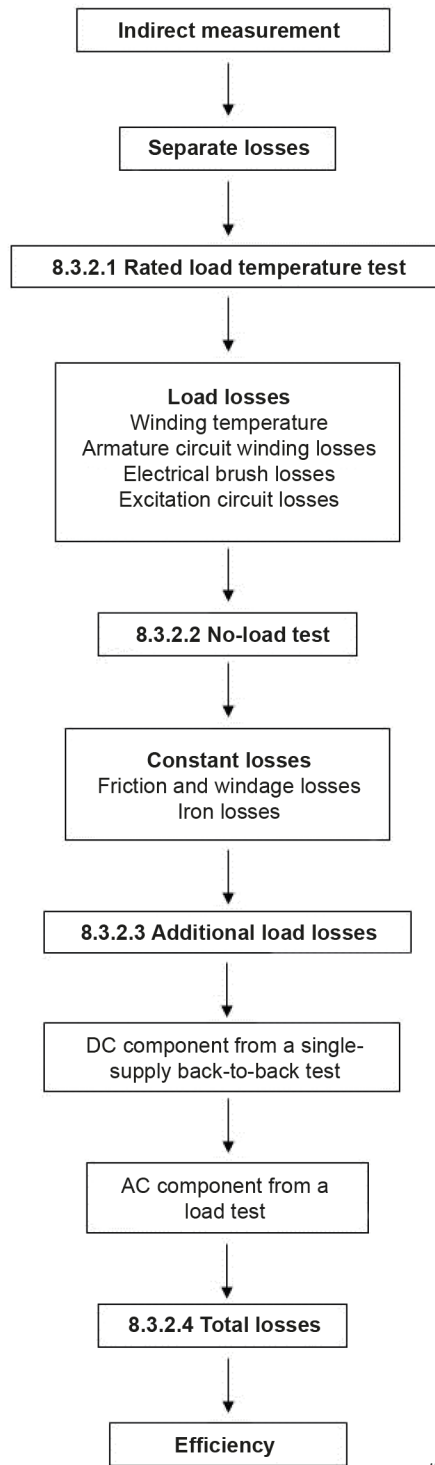 Indirect measurement
Separate losses
8.3.2.1 Rated load temperature test
Load losses
Winding temperature
Armature circuit winding losses
Electrical brush losses
Excitation circuit losses
8.3.2.2 No-load test
Constant losses
Friction and windage losses
Iron losses
8.3.2.3 Additional load losses
DC component from a single-
supply back-to-back test
AC component from a
load test
8.3.2.4 Total losses
Efficiency